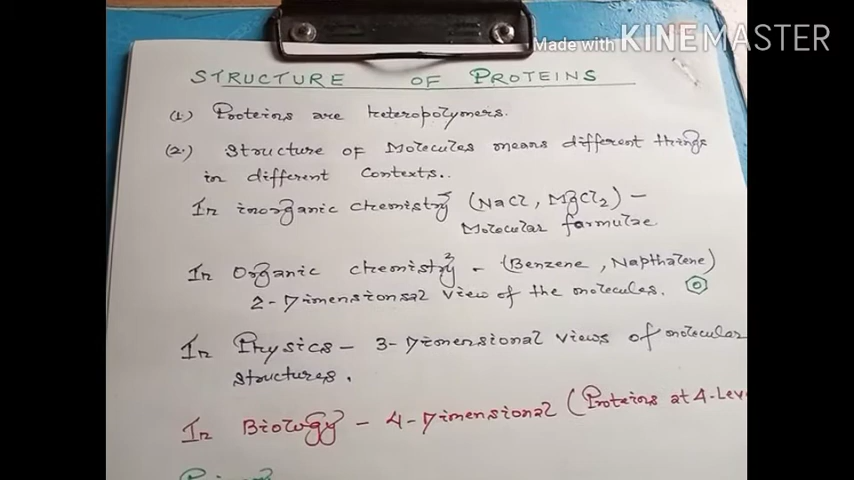 Made with KINEMASTER
STRUCTURE OF PROTEINS
(1) Proteins are heteropolymers.
(2.) Structure of Molecules means different things
in different Contexts..
In inorganic chemistry (NaCl, MgCl2) -
Molecular formulae
In Organic chemistry - (Benzene, Napthalene)
2-Dimensionsal view of the molecules.
In Physics - 3-Dimensional views of molecular
structures.
In Biology - 4-Dimensional (Proteins at 4-Lev